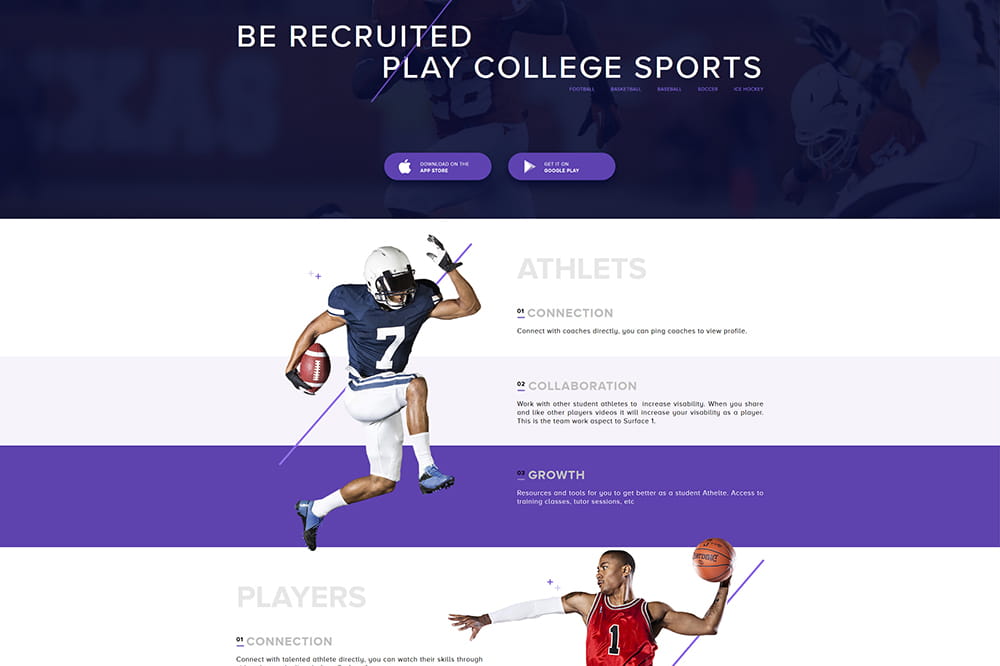 BE RECRUITED
PLAY COLLEGE SPORTS
FOOTBALL BASKETBALL BASEBALL SOCCER ICE HOCKEY
DOWNLOAD ON THE
APP STORE
GET IT ON
GOOGLE PLAY
ATHLETS
01 CONNECTION
Connect with coaches directly, you can ping coaches to view profile.
7
02 COLLABORATION
Work with other student athletes to increase visability. When you share
and like other players videos it will increase your visability as a player.
This is the team work aspect to Surface 1.
03 GROWTH
Resources and tools for you to get better as a student Athelte. Access to
training classes, tutor sessions, etc
PLAYERS
1
01 CONNECTION
Connect with talented athlete directly, you can watch their skills through